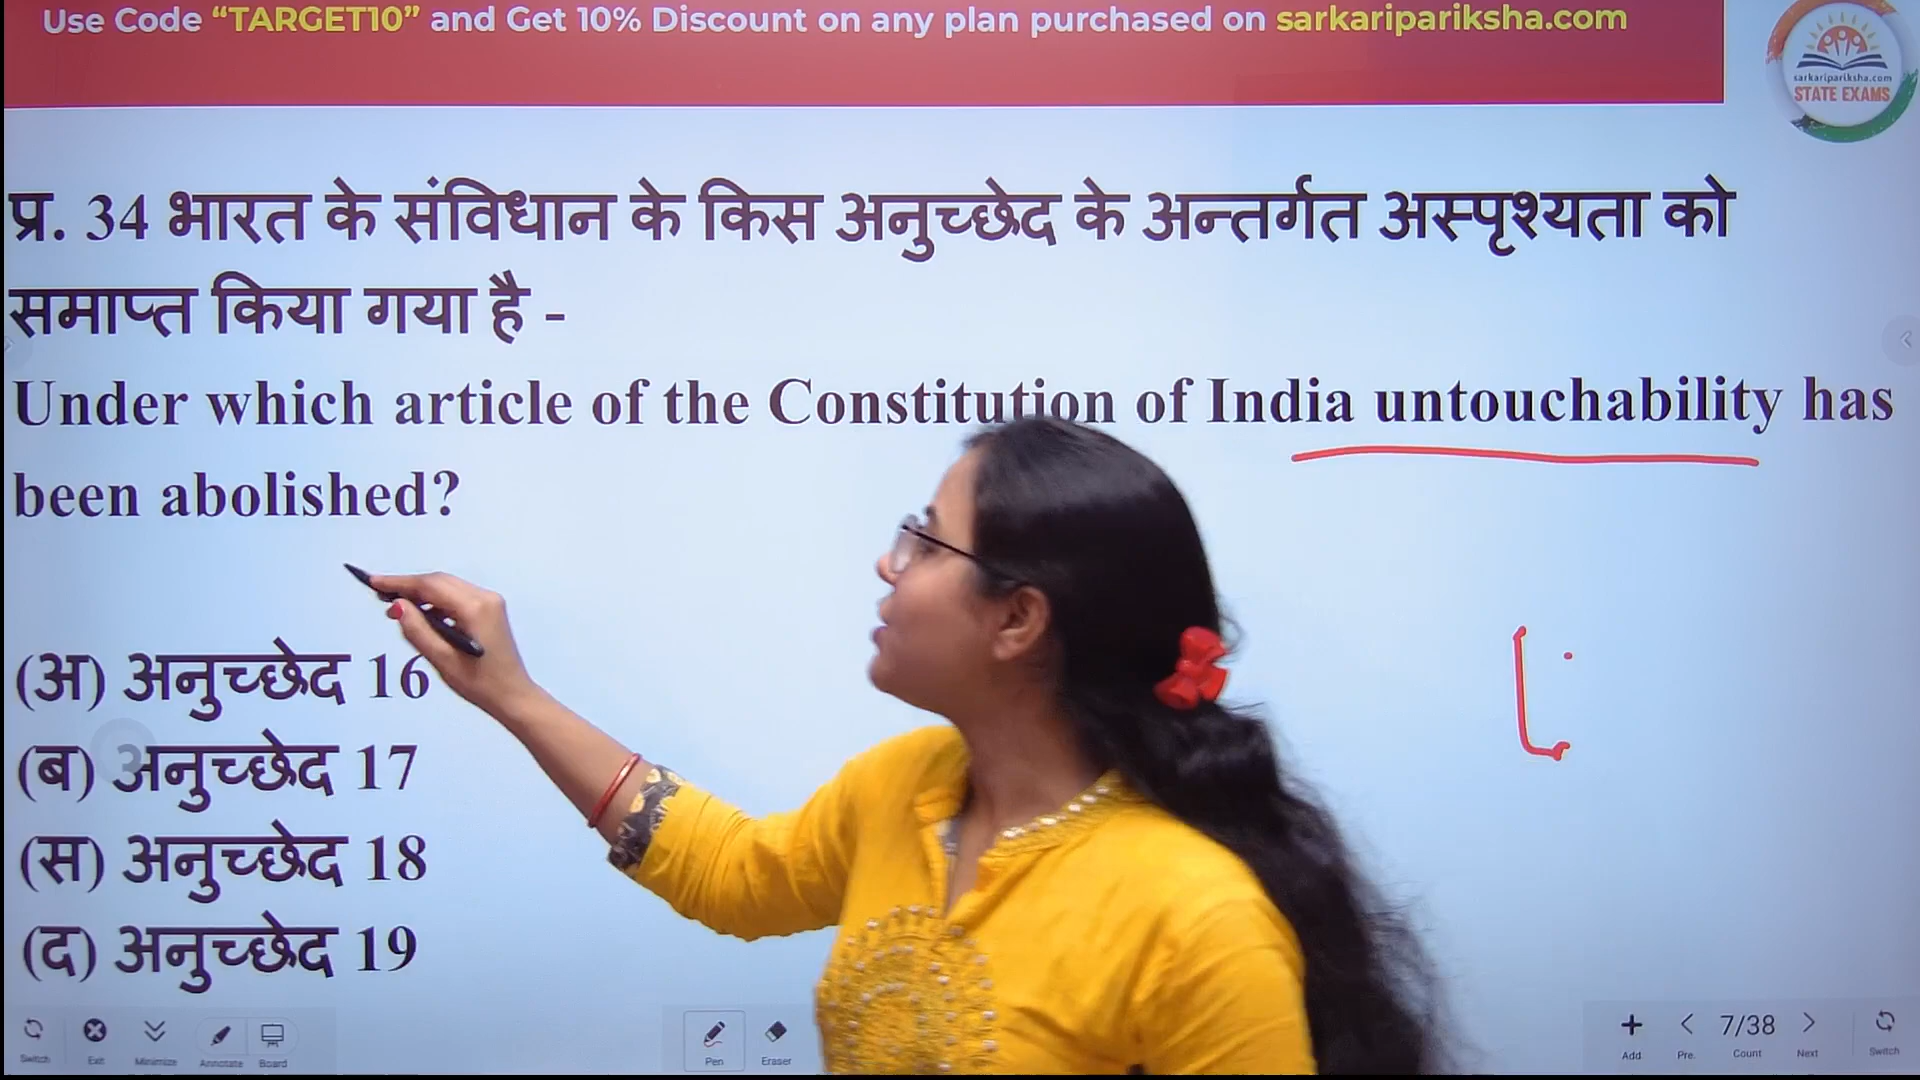 Use Code “TARGET10” and Get 10% Discount on any plan purchased on sarkaripariksha.com
sarkaripariksha.com
STATE EXAMS
प्र. 34 भारत के संविधान के किस अनुच्छेद के अन्तर्गत अस्पृश्यता को
समाप्त किया गया है -
Under which article of the Constitution of India untouchability has
been abolished?
(अ) अनुच्छेद 16
(ब) अनुच्छेद 17
(स) अनुच्छेद 18
(द) अनुच्छेद 19
Switch Exit Minimize Annotate Board Pen Eraser Add Pre. 7/38 Count Next Switch